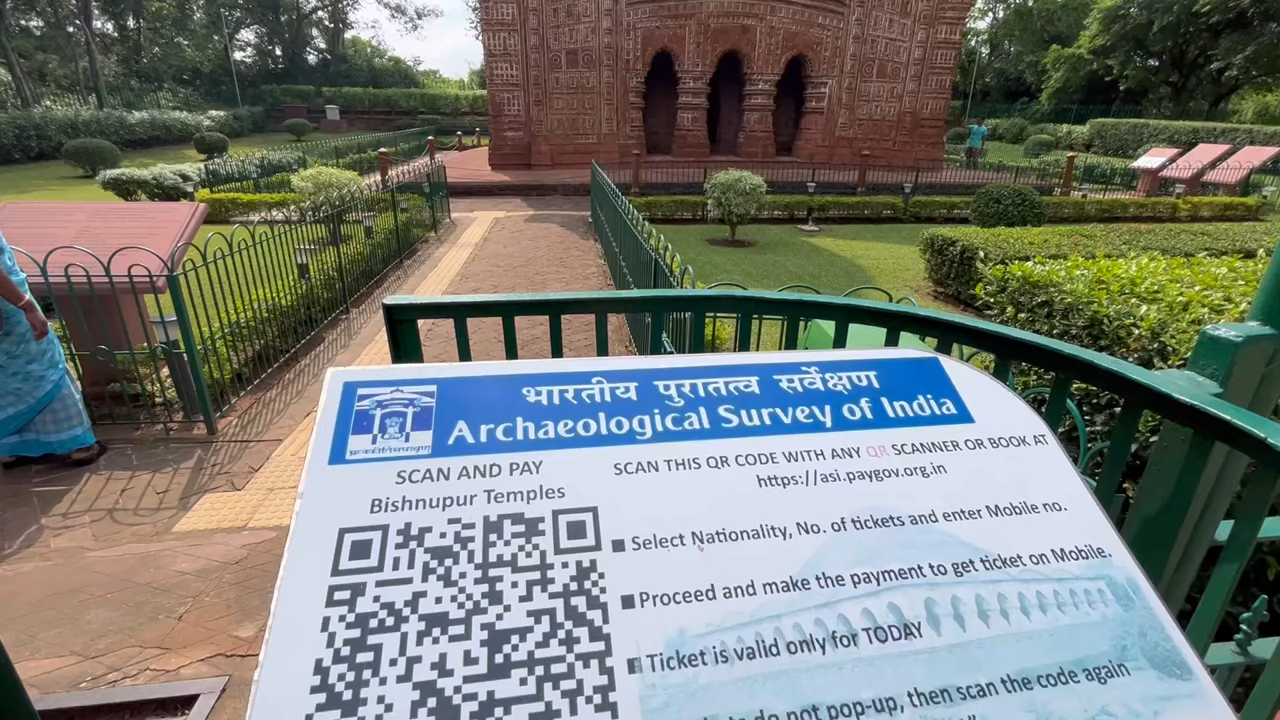 भारतीय पुरातत्व सर्वेक्षण
Archaeological Survey of India
SCAN AND PAY
Bishnupur Temples
SCAN THIS QR CODE WITH ANY QR SCANNER OR BOOK AT
https://asi.paygov.org.in
Select Nationality, No. of tickets and enter Mobile no.
Proceed and make the payment to get ticket on Mobile.
Ticket is valid only for TODAY
do not pop-up, then scan the code again